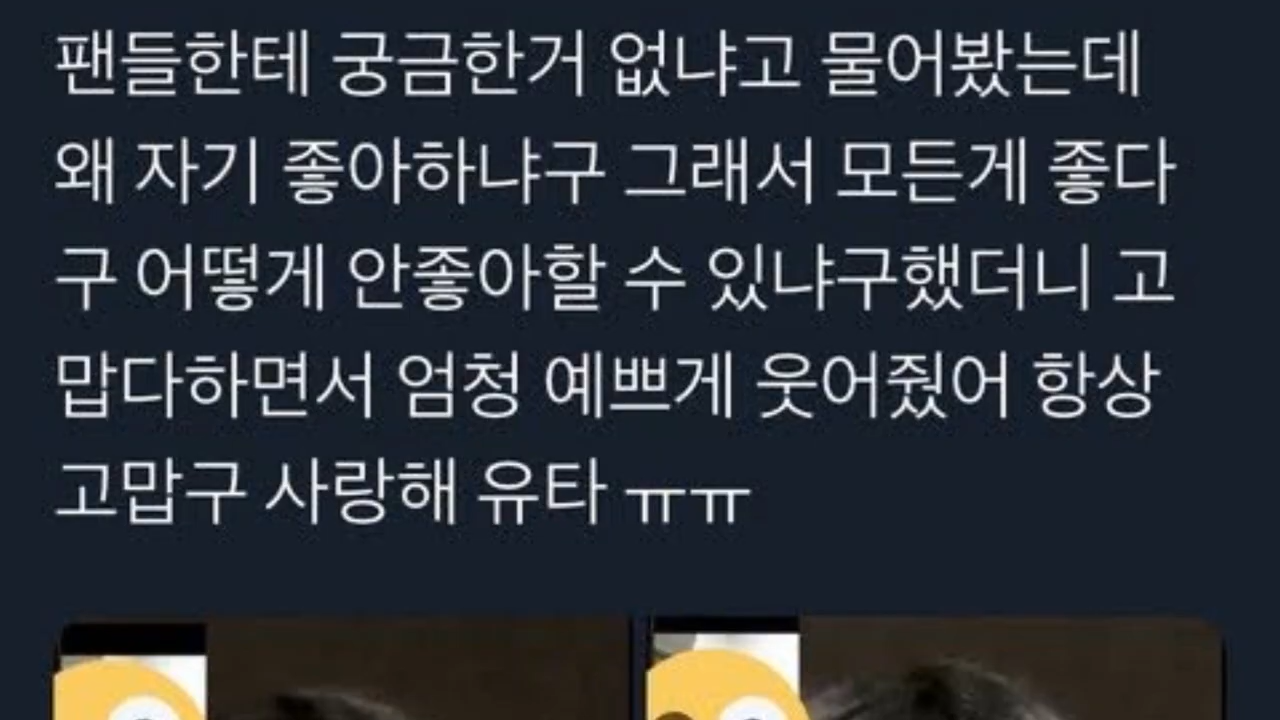 팬들한테 궁금한거 없냐고 물어봤는데
왜 자기 좋아하냐구 그래서 모든게 좋다
구 어떻게 안좋아할 수 있냐구했더니 고
맙다하면서 엄청 예쁘게 웃어줬어 항상
고맙구 사랑해 유타 ㅠㅠ